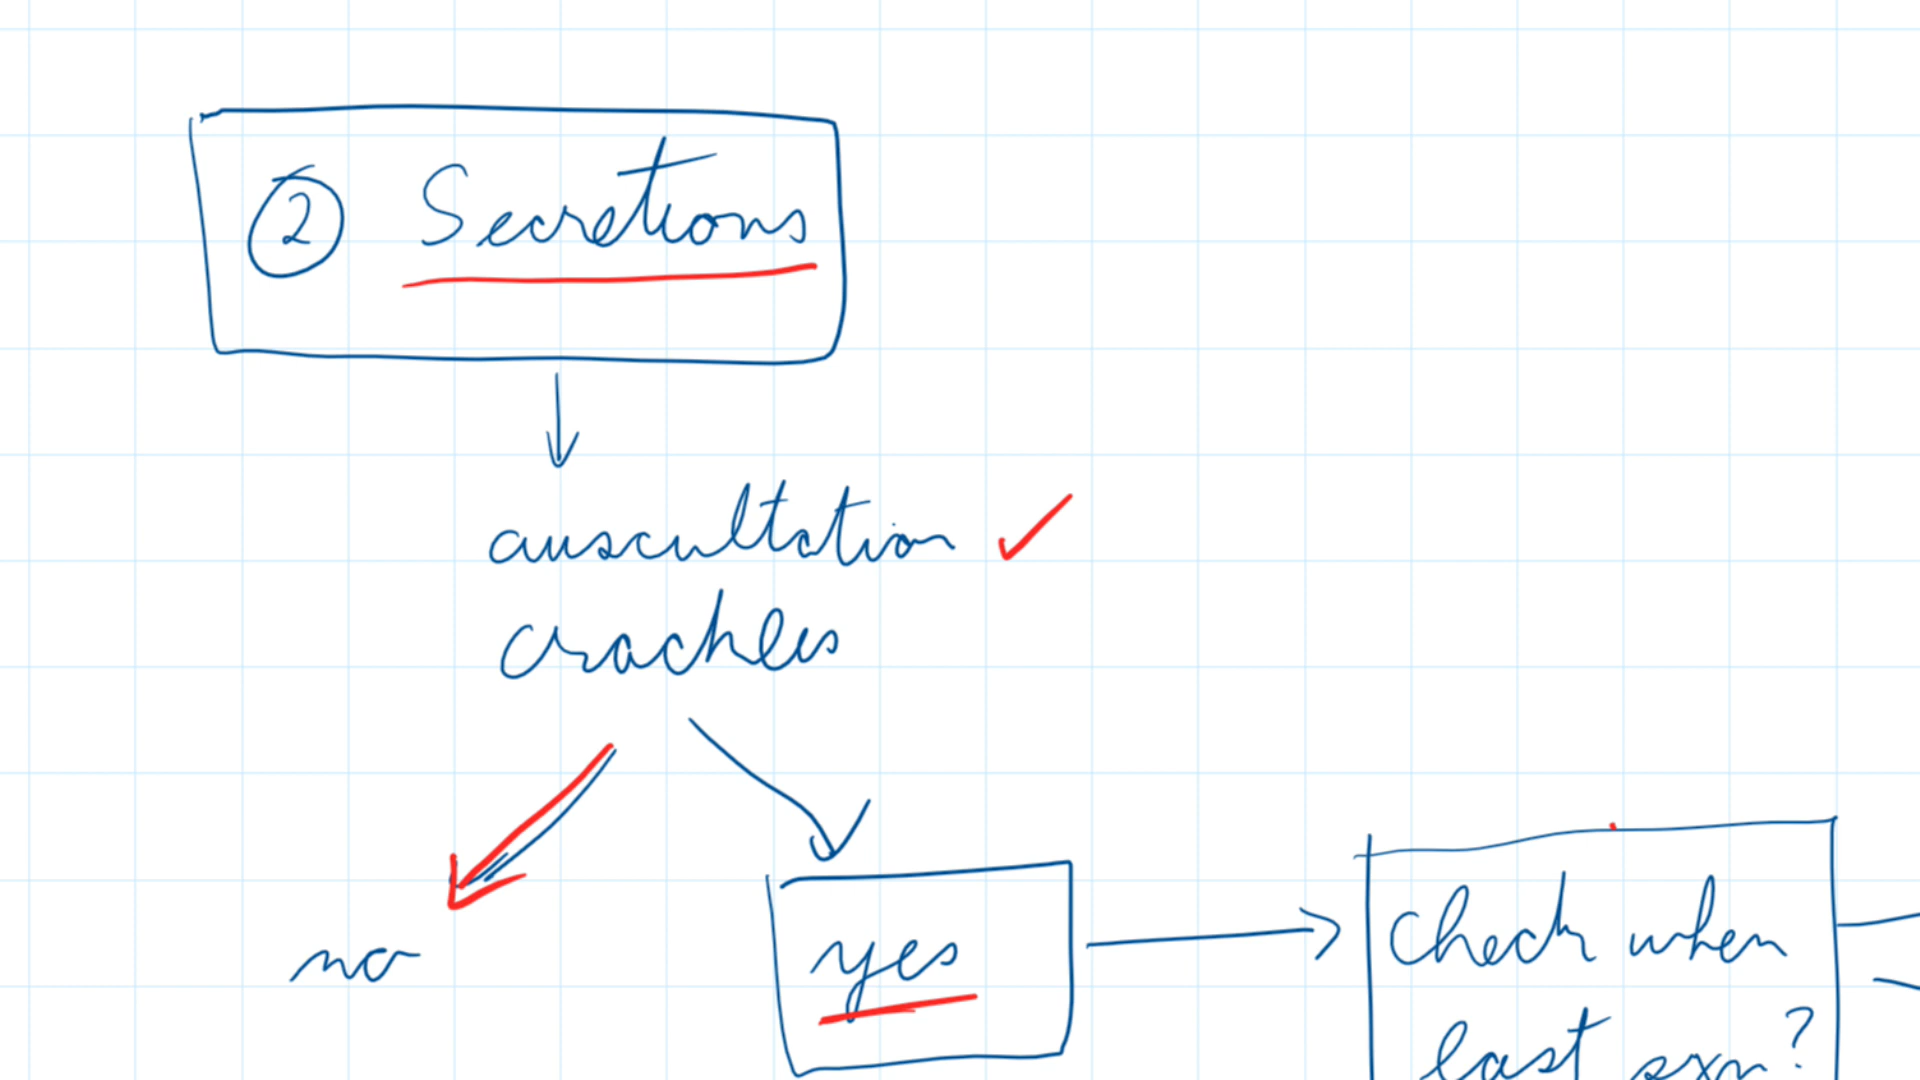 2 Secretions
auscultation
crackles
no
yes
check when
last sxn?